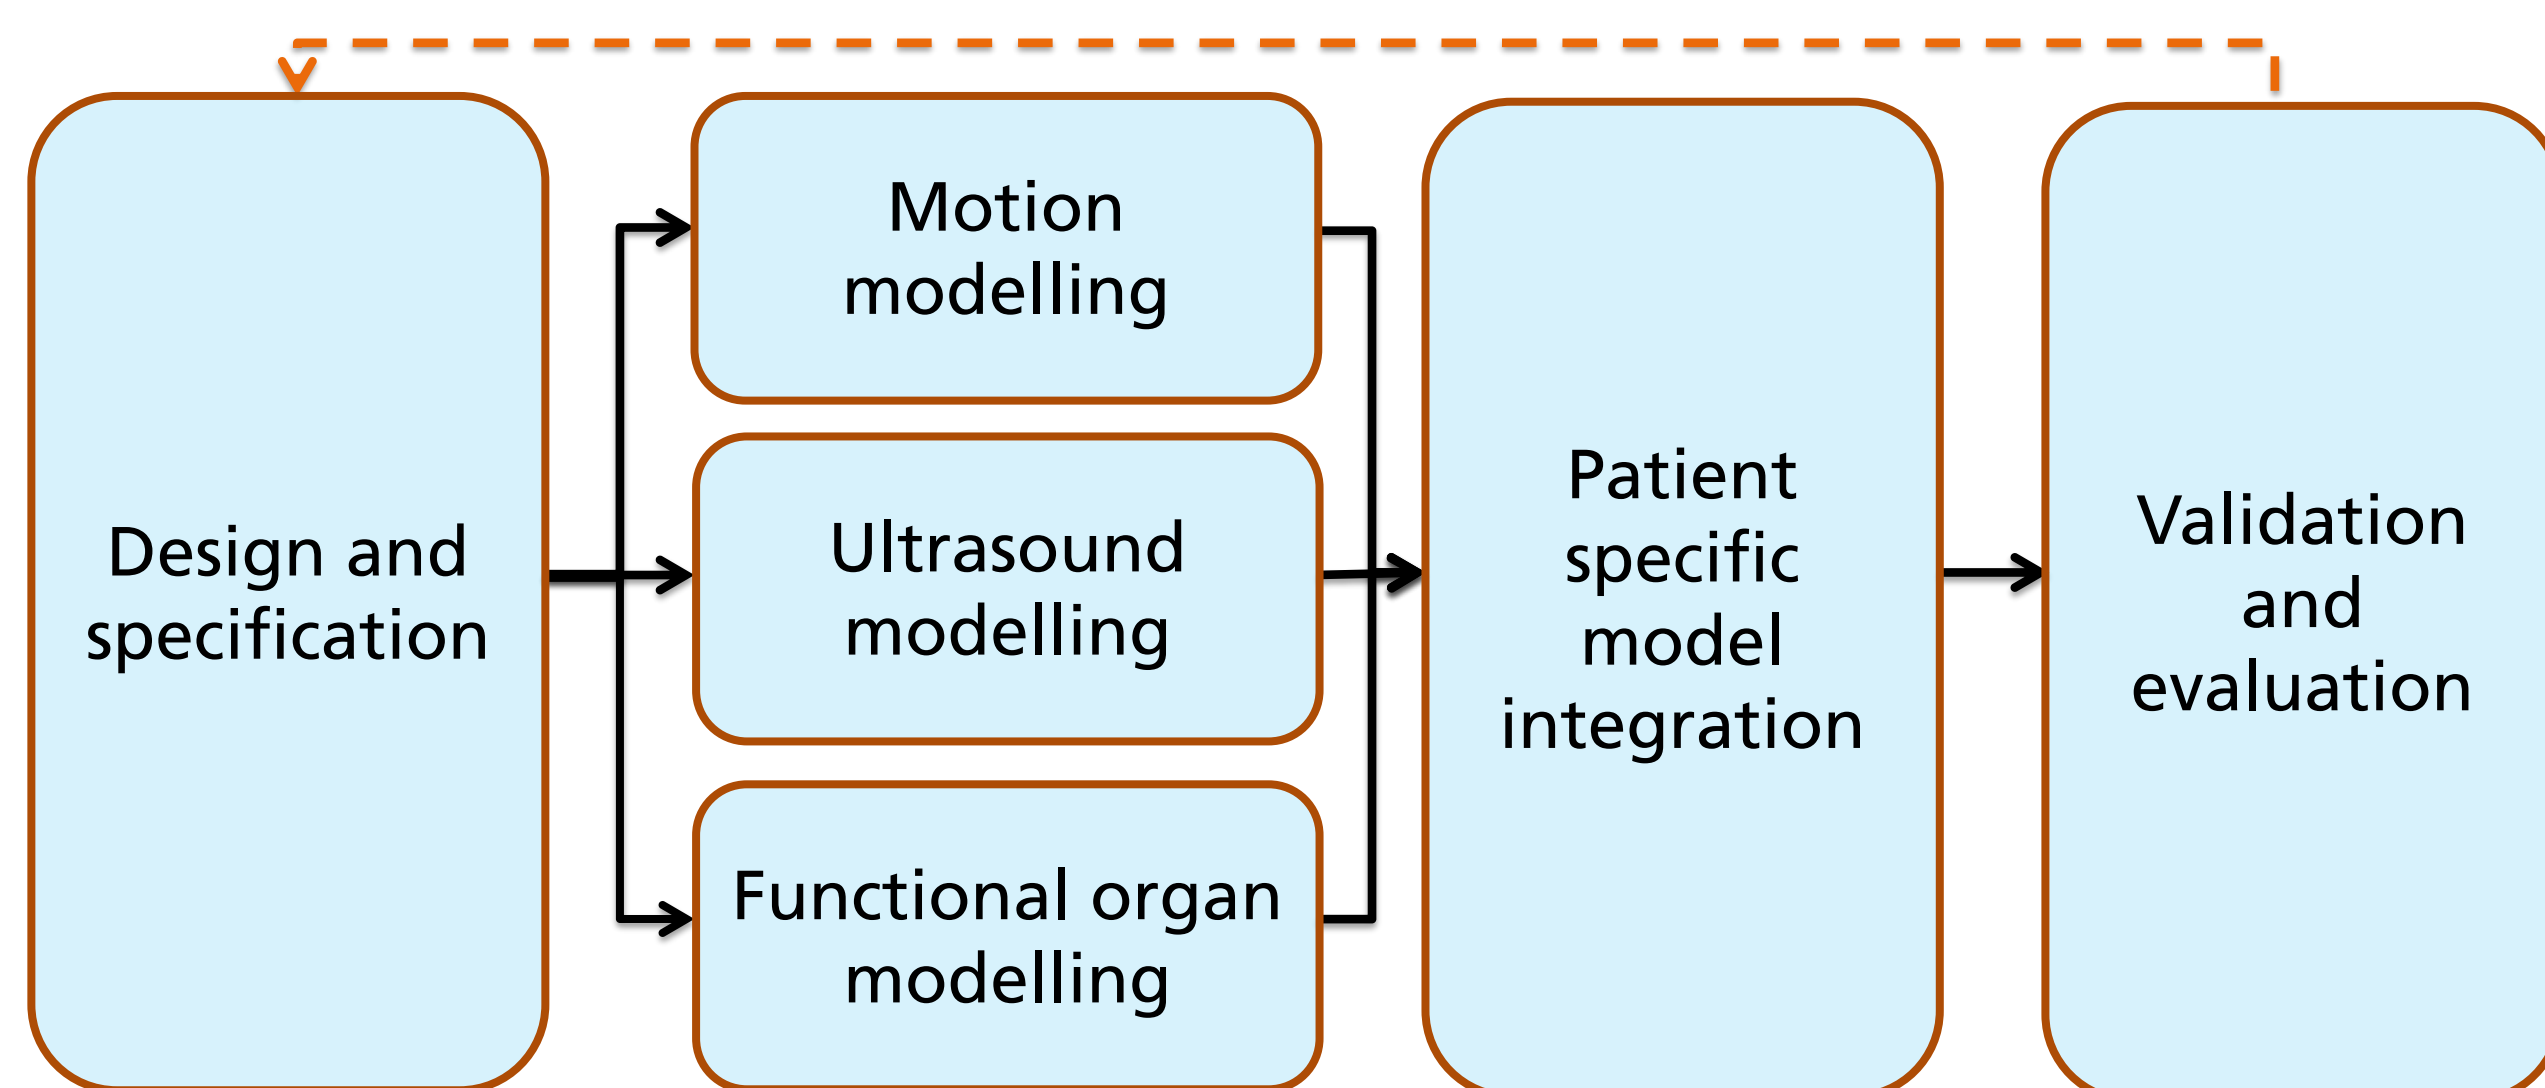 Design and
specification
Motion
modelling
Ultrasound
modelling
Functional organ
modelling
Patient
specific
model
integration
Validation
and
evaluation